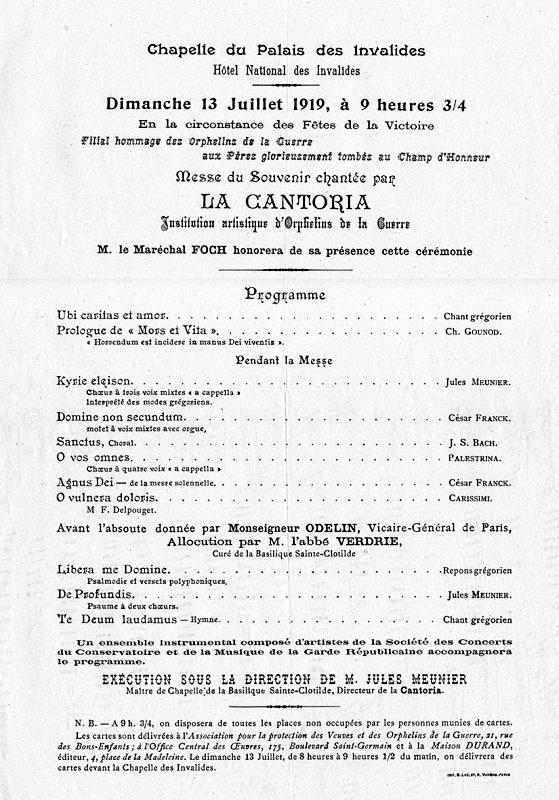 Chapelle du Palais des Invalides
Hôtel National des Invalides
Dimanche 13 Juillet 1919, à 9 heures 3/4
En la circonstance des Fêtes de la Victoire
Filial hommage des Orphelins de la Guerre
aux Pères glorieusement tombés au Champ d'Honneur
Messe du Souvenir chantée par
LA CANTORIA
Institution artistique d'Orphelins de la Guerre
M. le Maréchal FOCH honorera de sa présence cette cérémonie
Programme
Ubi caritas et amor. . . . . . . . . . . . . . . . . . . Chant grégorien
Prologue de « Mors et Vita ». . . . . . . . . . . . . . . . Ch. GOUNOD.
« Horrendum est incidere in manus Dei viventis ».
Pendant la Messe
Kyrie eleison. . . . . . . . . . . . . . . . . . . . . Jules MEUNIER.
Chœus à trois voix mixtes « a cappella »
Interprété des modes grégoriens.
Domine non secundum. . . . . . . . . . . . . . . . . . César FRANCK.
motet à voix mixtes avec orgue,
Sanctus, Choral. . . . . . . . . . . . . . . . . . . . J. S. BACH.
O vos omnes. . . . . . . . . . . . . . . . . . . . . PALESTRINA.
Chœus à quatre voix « a cappella »
Agnus Dei — de la messe solennelle. . . . . . . . . . . . . . César FRANCK.
O vulnera doloris. . . . . . . . . . . . . . . . . . . CARISSIMI.
M F. Delpouget.
Avant l'absoute donnée par Monseigneur ODELIN, Vicaire-Général de Paris,
Allocution par M. l'abbé VERDRIE,
Curé de la Basilique Sainte-Clotilde
Libera me Domine. . . . . . . . . . . . . . . . . . . Repons grégorien
Psalmodie et versets polyphoniques,
De Profundis. . . . . . . . . . . . . . . . . . . . . Jules MEUNIER.
Psaume à deux chœurs.
Te Deum laudamus — Hymne. . . . . . . . . . . . . . . . Chant grégorien
Un ensemble instrumental composé d'artistes de la Société des Concerts
du Conservatoire et de la Musique de la Garde Républicaine accompagnera
le programme.
EXÉCUTION SOUS LA DIRECTION DE M. JULES MEUNIER
Maître de Chapelle de la Basilique Sainte-Clotilde, Directeur de la Cantoria.
N. B. — A 9 h. 3/4, on disposera de toutes les places non occupées par les personnes munies de cartes.
Les cartes sont délivrées à l'Association pour la protection des Veuves et des Orphelins de la Guerre, 21, rue
des Bons-Enfants ; à l'Office Central des Œuvres, 175, Boulevard Saint-Germain et à la Maison DURAND,
éditeur, 4, place de la Madeleine. Le dimanche 13 Juillet, de 8 heures à 9 heures 1/2 du matin, on délivrera des
cartes devant la Chapelle des Invalides.